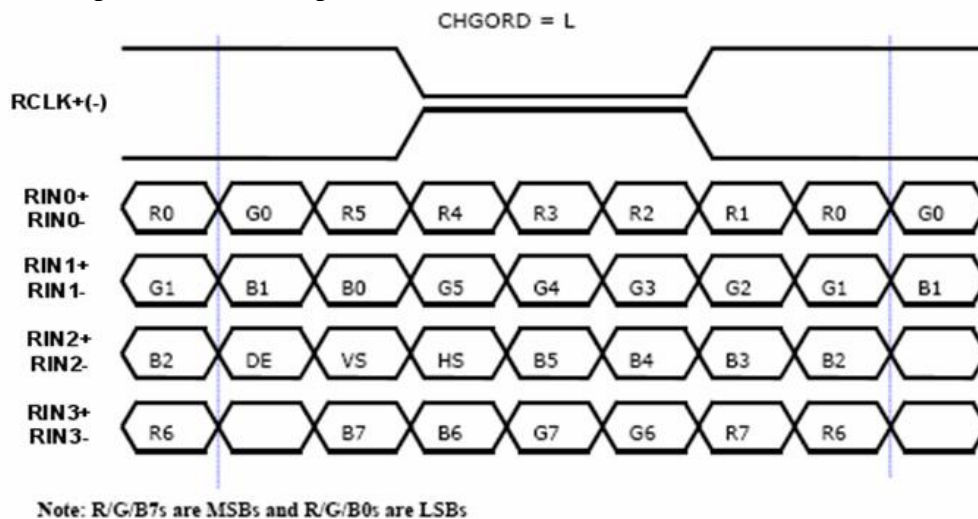 CHGORD = L
RCLK+(-)
RIN0+
RIN0-
R0 G0 R5 R4 R3 R2 R1 R0 G0
RIN1+
RIN1-
G1 B1 B0 G5 G4 G3 G2 G1 B1
RIN2+
RIN2-
B2 DE VS HS B5 B4 B3 B2
RIN3+
RIN3-
R6 B7 B6 G7 G6 R7 R6
Note: R/G/B7s are MSBs and R/G/B0s are LSBs